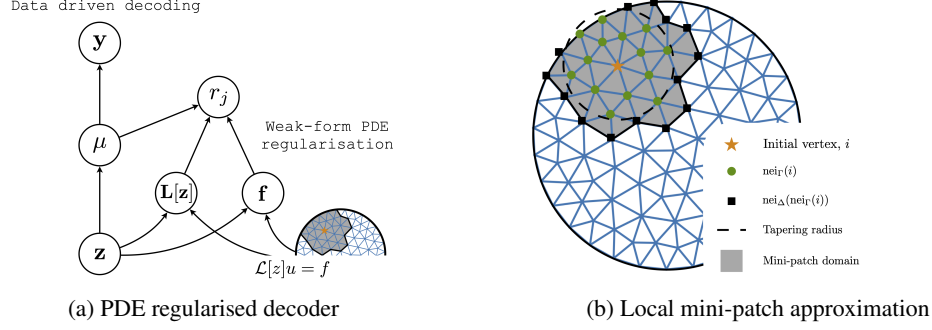 Data driven decoding
y
r_j
μ
Weak-form PDE
regularisation
L[z]
f
z
ℒ[z]u = f
(a) PDE regularised decoder
Initial vertex, i
nei_Γ(i)
nei_Δ(nei_Γ(i))
Tapering radius
Mini-patch domain
(b) Local mini-patch approximation